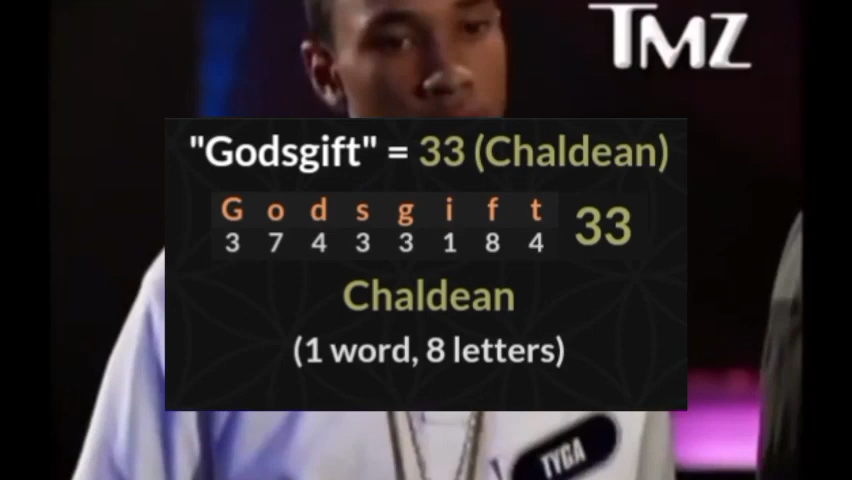 TMZ
"Godsgift" = 33 (Chaldean)
G o d s g i f t
3 7 4 3 3 1 8 4
33
Chaldean
(1 word, 8 letters)
TYGA